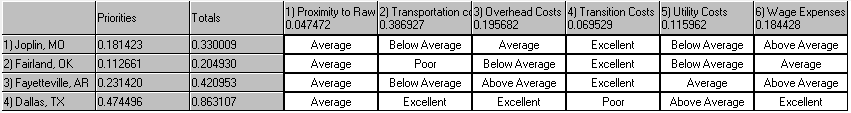 Priorities Totals 1) Proximity to Raw 0.047472 2) Transportation co 0.386927 3) Overhead Costs 0.195682 4) Transition Costs 0.069529 5) Utility Costs 0.115962 6) Wage Expenses 0.184428
1) Joplin, MO 0.181423 0.330009 Average Below Average Average Excellent Below Average Above Average
2) Fairland, OK 0.112661 0.204930 Average Poor Below Average Excellent Below Average Average
3) Fayetteville, AR 0.231420 0.420953 Average Below Average Above Average Excellent Average Above Average
4) Dallas, TX 0.474496 0.863107 Average Excellent Excellent Poor Above Average Excellent